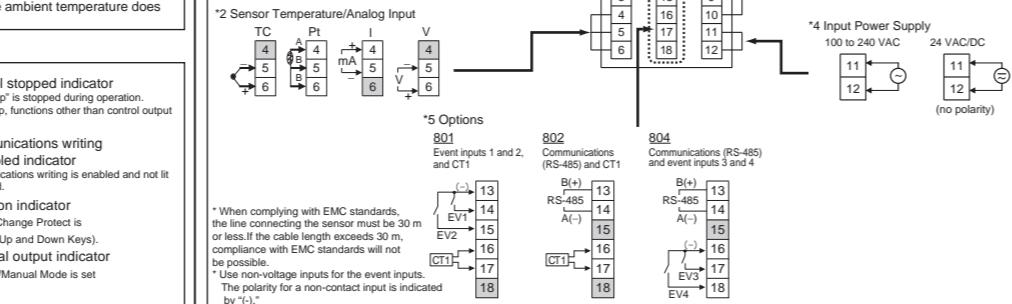 e ambient temperature does
l stopped indicator
p" is stopped during operation.
p, functions other than control output
unications writing
led indicator
cations writing is enabled and not lit
d.
on indicator
Change Protect is
Up and Down Keys).
al output indicator
/Manual Mode is set
*2 Sensor Temperature/Analog Input
TC
4
5
6
−
+
Pt
A
B
B
4
5
6
I
+
mA
−
4
5
6
V
−
V
+
4
5
6
4
5
6
16
17
18
10
11
12
*4 Input Power Supply
100 to 240 VAC
11
12
24 VAC/DC
11
12
(no polarity)
*5 Options
801
Event inputs 1 and 2,
and CT1
(−)
EV1
EV2
CT1
13
14
15
16
17
18
802
Communications
(RS-485) and CT1
B(+)
RS-485
A(−)
CT1
13
14
15
16
17
18
804
Communications (RS-485)
and event inputs 3 and 4
B(+)
RS-485
A(−)
(−)
EV3
EV4
13
14
15
16
17
18
* When complying with EMC standards,
the line connecting the sensor must be 30 m
or less.If the cable length exceeds 30 m,
compliance with EMC standards will not
be possible.
* Use non-voltage inputs for the event inputs.
The polarity for a non-contact input is indicated
by "(-)."